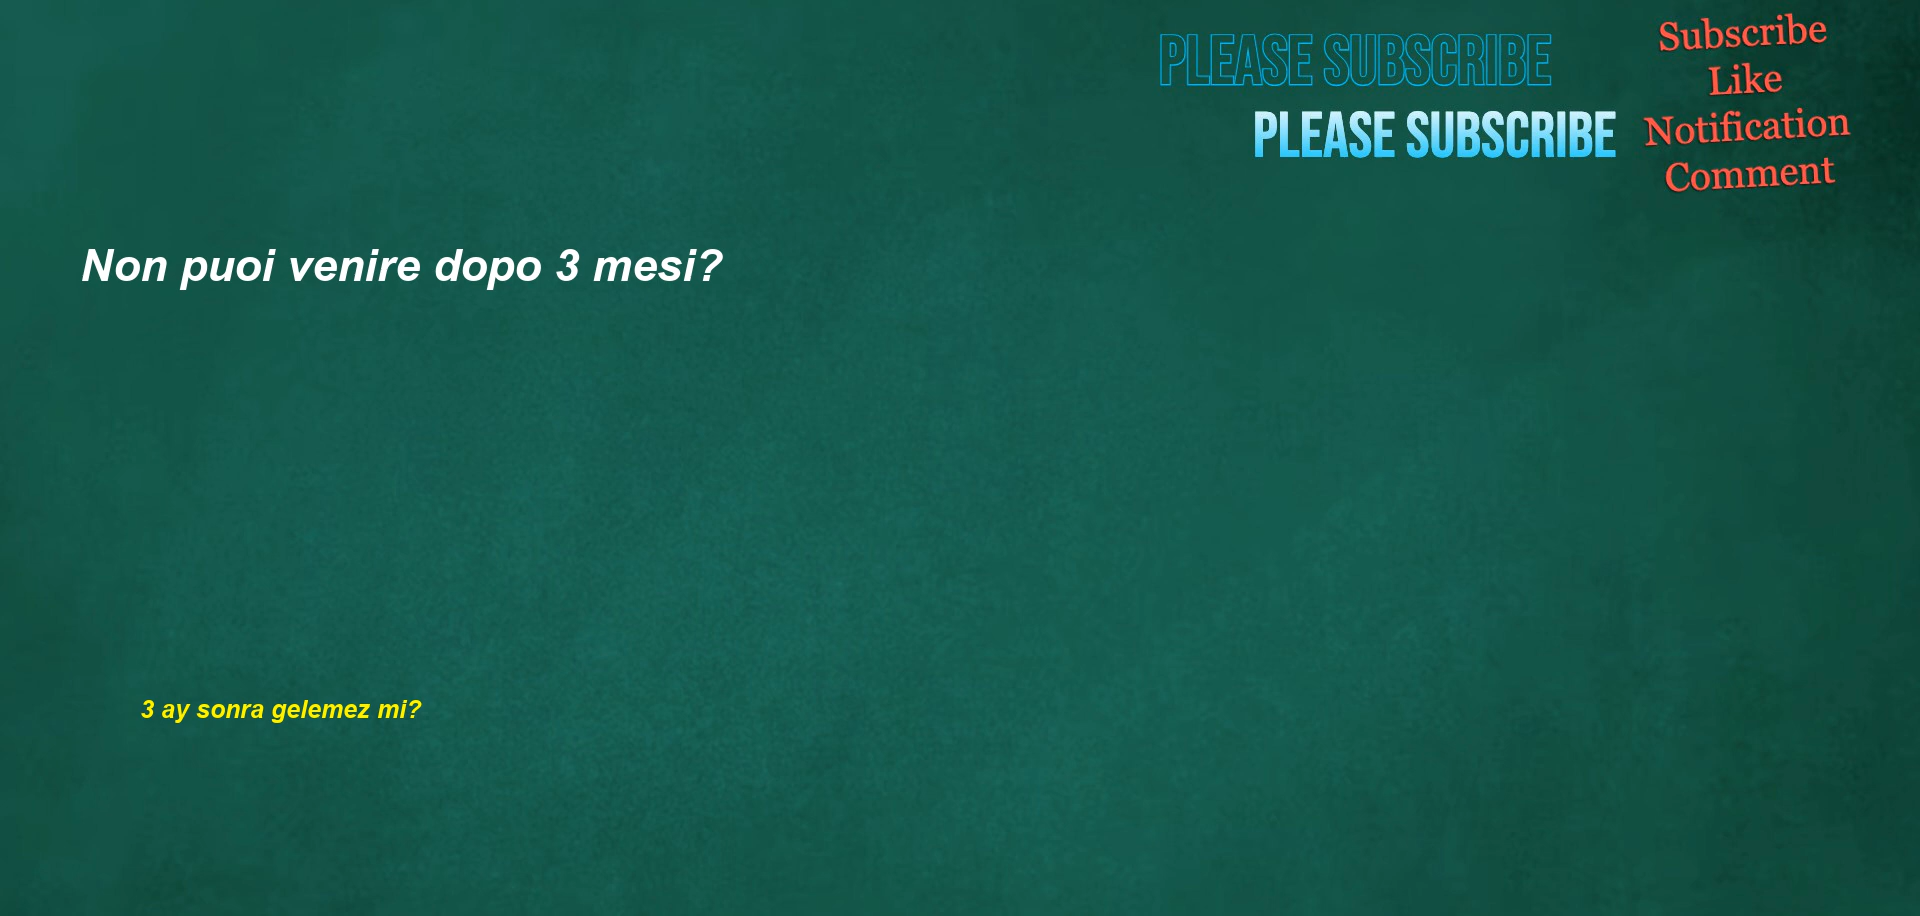 PLEASE SUBSCRIBE
PLEASE SUBSCRIBE
Subscribe
Like
Notification
Comment
Non puoi venire dopo 3 mesi?
3 ay sonra gelemez mi?